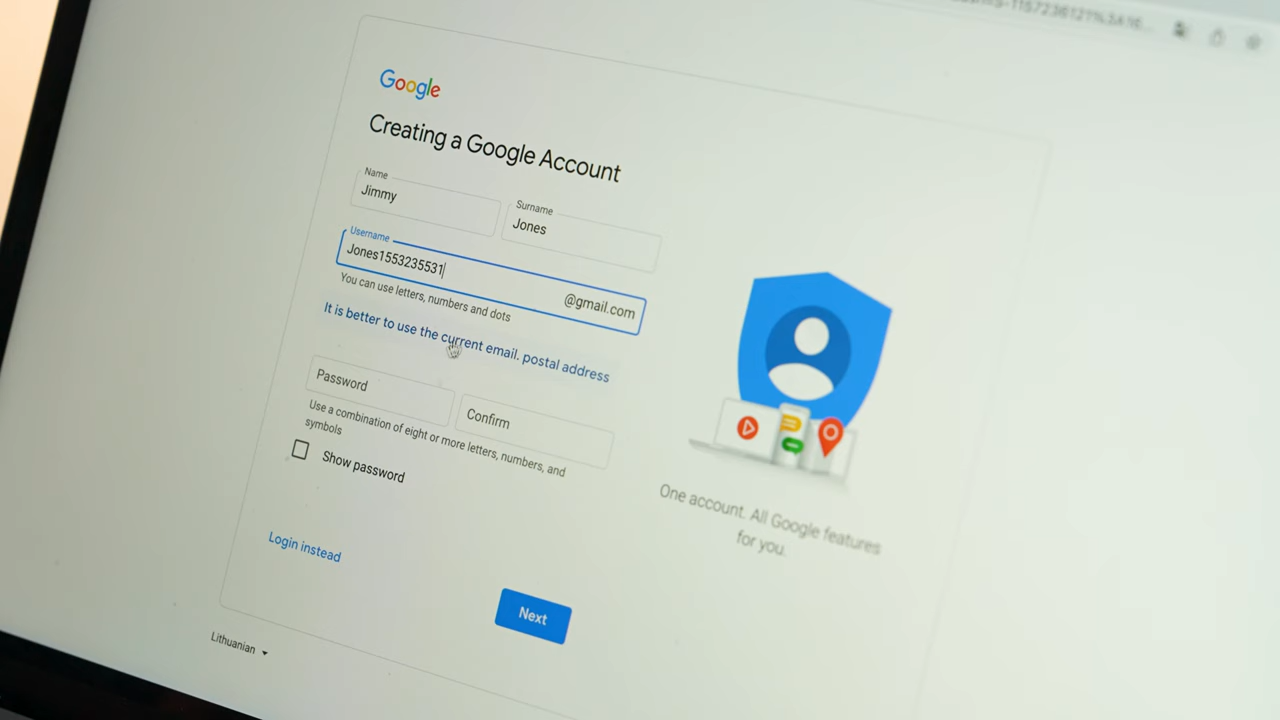 Google
Creating a Google Account
Name
Jimmy
Surname
Jones
Username
Jones1553235531
@gmail.com
You can use letters, numbers and dots
It is better to use the current email. postal address
Password
Confirm
Use a combination of eight or more letters, numbers, and
symbols
Show password
Login instead
Next
One account. All Google features
for you.
Lithuanian